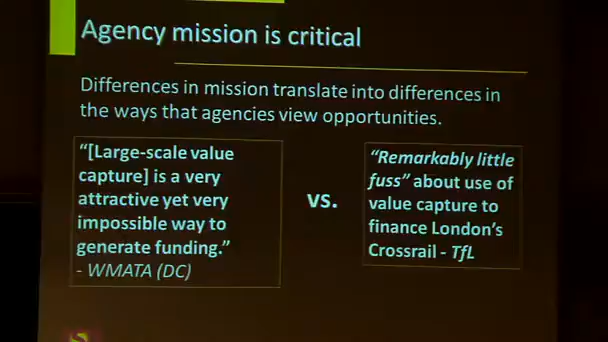 Agency mission is critical
Differences in mission translate into differences in
the ways that agencies view opportunities.
“[Large-scale value
capture] is a very
attractive yet very
impossible way to
generate funding.”
- WMATA (DC)
vs.
“Remarkably little
fuss” about use of
value capture to
finance London’s
Crossrail - TfL